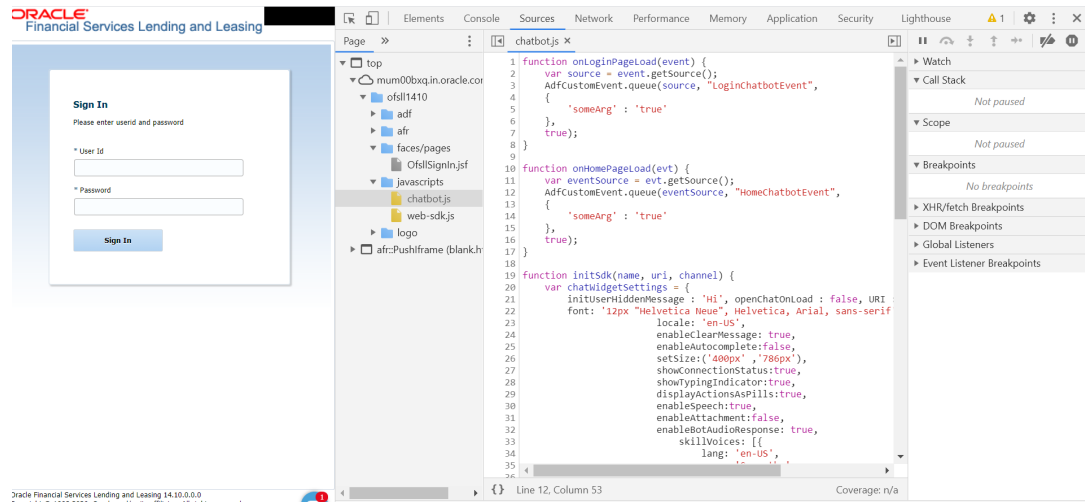 ORACLE
Financial Services Lending and Leasing
Sign In
Please enter userid and password
* User Id
* Password
Sign In
Oracle Financial Services Lending and Leasing 14.10.0.0.0
1
Elements Console Sources Network Performance Memory Application Security Lighthouse 1
Page »
top
mum00bxq.in.oracle.cor
ofsll1410
adf
afr
faces/pages
OfsllSignIn.jsf
javascripts
chatbot.js
web-sdk.js
logo
afr::PushIframe (blank.h
chatbot.js ×
1 function onLoginPageLoad(event) {
2 var source = event.getSource();
3 AdfCustomEvent.queue(source, "LoginChatbotEvent",
4 {
5 'someArg' : 'true'
6 },
7 true);
8 }
9
10 function onHomePageLoad(evt) {
11 var eventSource = evt.getSource();
12 AdfCustomEvent.queue(eventSource, "HomeChatbotEvent",
13 {
14 'someArg' : 'true'
15 },
16 true);
17 }
18
19 function initSdk(name, uri, channel) {
20 var chatWidgetSettings = {
21 initUserHiddenMessage : 'Hi', openChatOnLoad : false, URI :
22 font: '12px "Helvetica Neue", Helvetica, Arial, sans-serif
23 locale: 'en-US',
24 enableClearMessage: true,
25 enableAutocomplete:false,
26 setSize:('400px' ,'786px'),
27 showConnectionStatus:true,
28 showTypingIndicator:true,
29 displayActionsAsPills:true,
30 enableSpeech:true,
31 enableAttachment:false,
32 enableBotAudioResponse: true,
33 skillVoices: [{
34 lang: 'en-US',
35
36
{} Line 12, Column 53 Coverage: n/a
Watch
Call Stack
Not paused
Scope
Not paused
Breakpoints
No breakpoints
XHR/fetch Breakpoints
DOM Breakpoints
Global Listeners
Event Listener Breakpoints